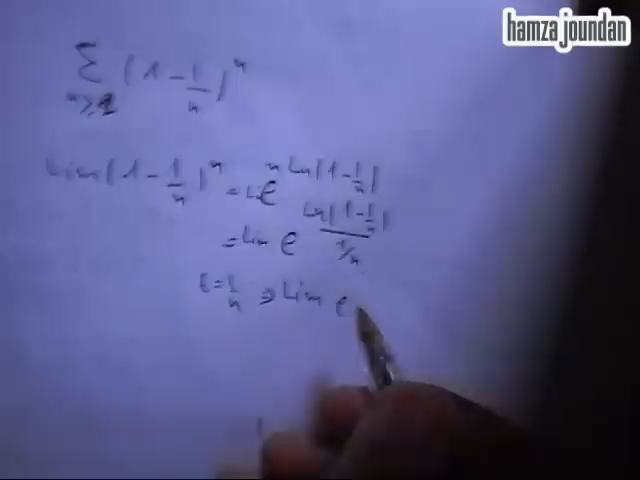 hamza joundan
Σ (1 - 1/n)^n
n≥1
Lim(1 - 1/n)^n = Lim e^(n Ln(1 - 1/n))
= Lim e^(Ln(1 - 1/n) / (1/n))
t = 1/n ⇒ Lim e